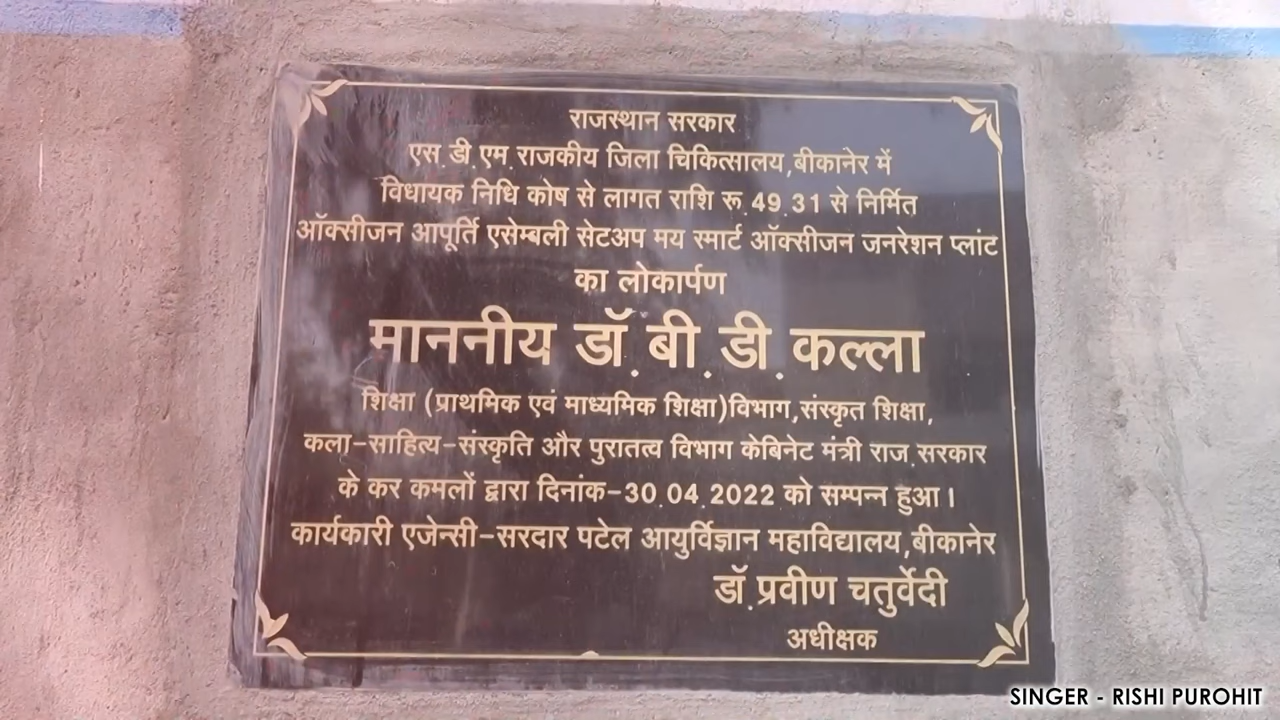 राजस्थान सरकार
एस.डी.एम.राजकीय जिला चिकित्सालय,बीकानेर में
विधायक निधि कोष से लागत राशि रू.49.31 से निर्मित
ऑक्सीजन आपूर्ति एसेम्बली सेटअप मय स्मार्ट ऑक्सीजन जनरेशन प्लांट
का लोकार्पण
माननीय डॉ.बी.डी.कल्ला
शिक्षा (प्राथमिक एवं माध्यमिक शिक्षा)विभाग,संस्कृत शिक्षा,
कला-साहित्य-संस्कृति और पुरातत्व विभाग केबिनेट मंत्री राज.सरकार
के कर कमलों द्वारा दिनांक-30.04.2022 को सम्पन्न हुआ।
कार्यकारी एजेन्सी-सरदार पटेल आयुर्विज्ञान महाविद्यालय,बीकानेर
डॉ.प्रवीण चतुर्वेदी
अधीक्षक
SINGER - RISHI PUROHIT